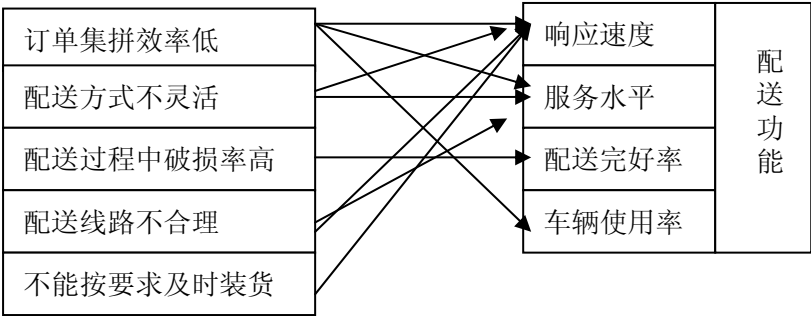 订单集拼效率低
配送方式不灵活
配送过程中破损率高
配送线路不合理
不能按要求及时装货
响应速度
服务水平
配送完好率
车辆使用率
配送功能